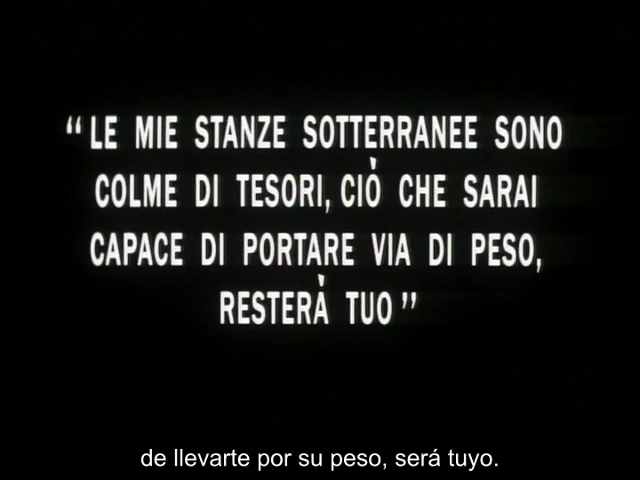 “LE MIE STANZE SOTTERRANEE SONO
COLME DI TESORI, CIÒ CHE SARAI
CAPACE DI PORTARE VIA DI PESO,
RESTERÀ TUO”
de llevarte por su peso, será tuyo.